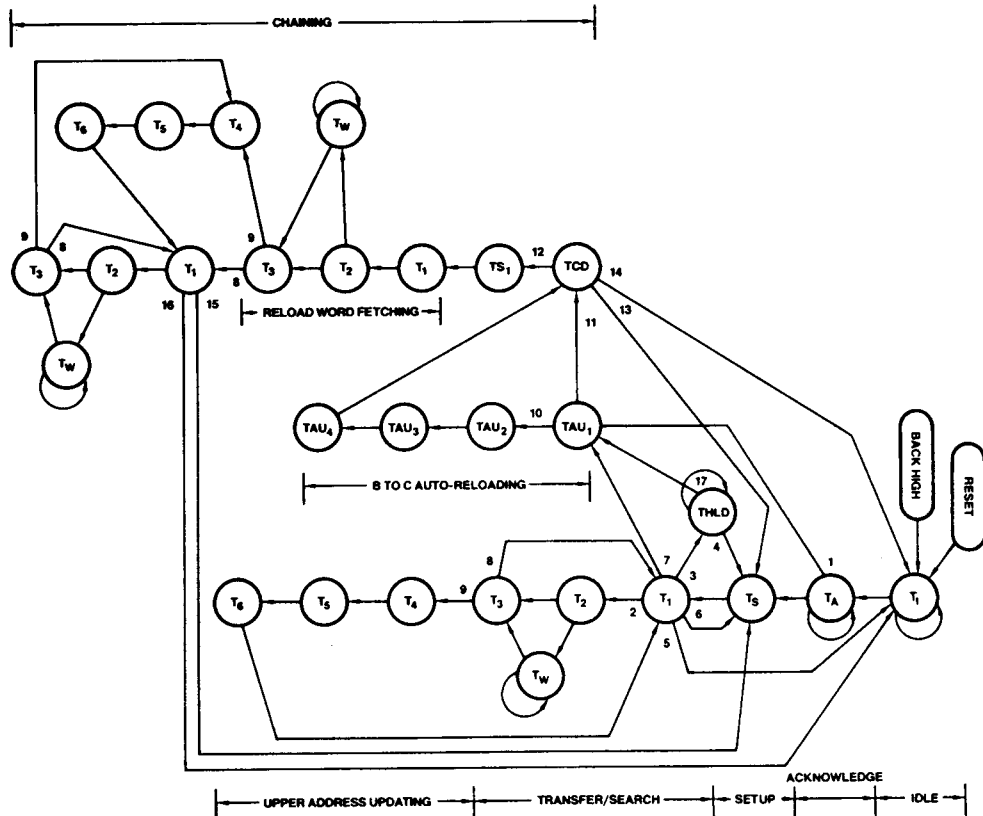 CHAINING
T6 T5 T4 TW
9 8 9 12 14
T3 T2 T1 T3 T2 T1 TS1 TCD
16 15 8 13
RELOAD WORD FETCHING
11
TW
10
TAU4 TAU3 TAU2 TAU1
BACK HIGH
RESET
B TO C AUTO-RELOADING
17
THLD
4
8 7 3 1
T6 T5 T4 9 T3 T2 2 T1 6 TS TA TI
5
TW
ACKNOWLEDGE
UPPER ADDRESS UPDATING TRANSFER/SEARCH SETUP IDLE